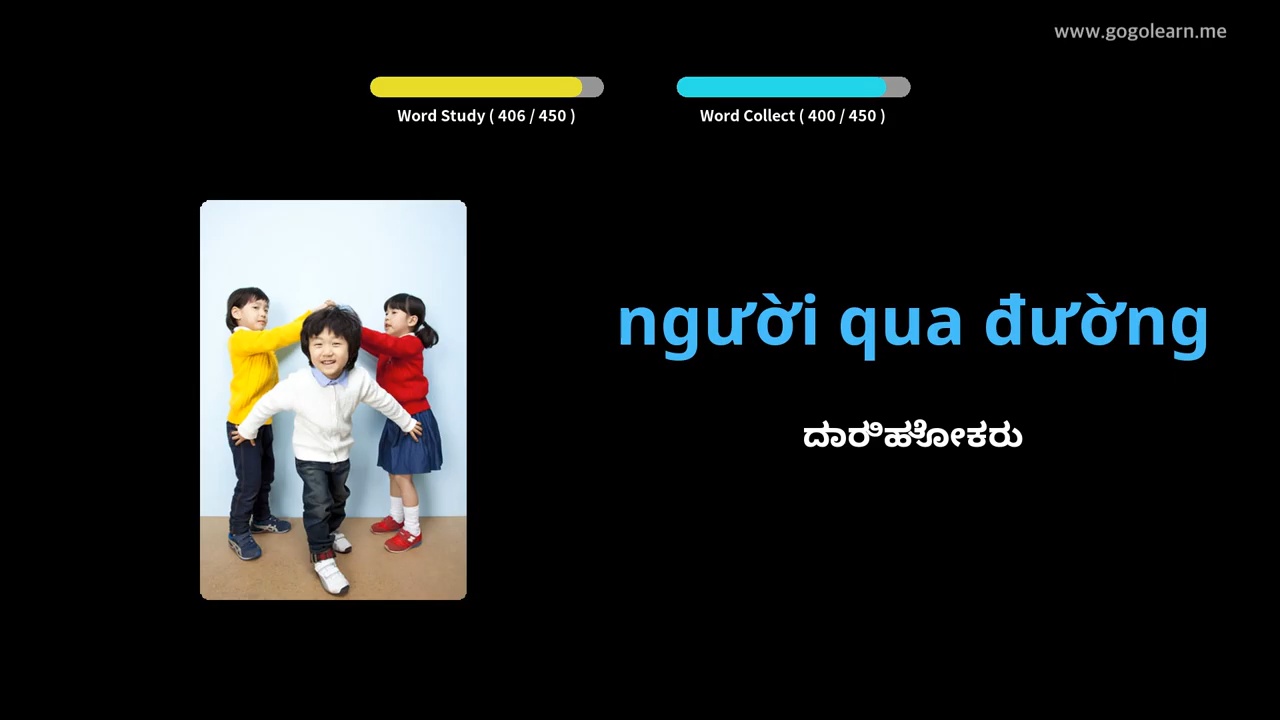 www.gogolearn.me
Word Study ( 406 / 450 )
Word Collect ( 400 / 450 )
người qua đường
ದಾರಿಹೋಕರು